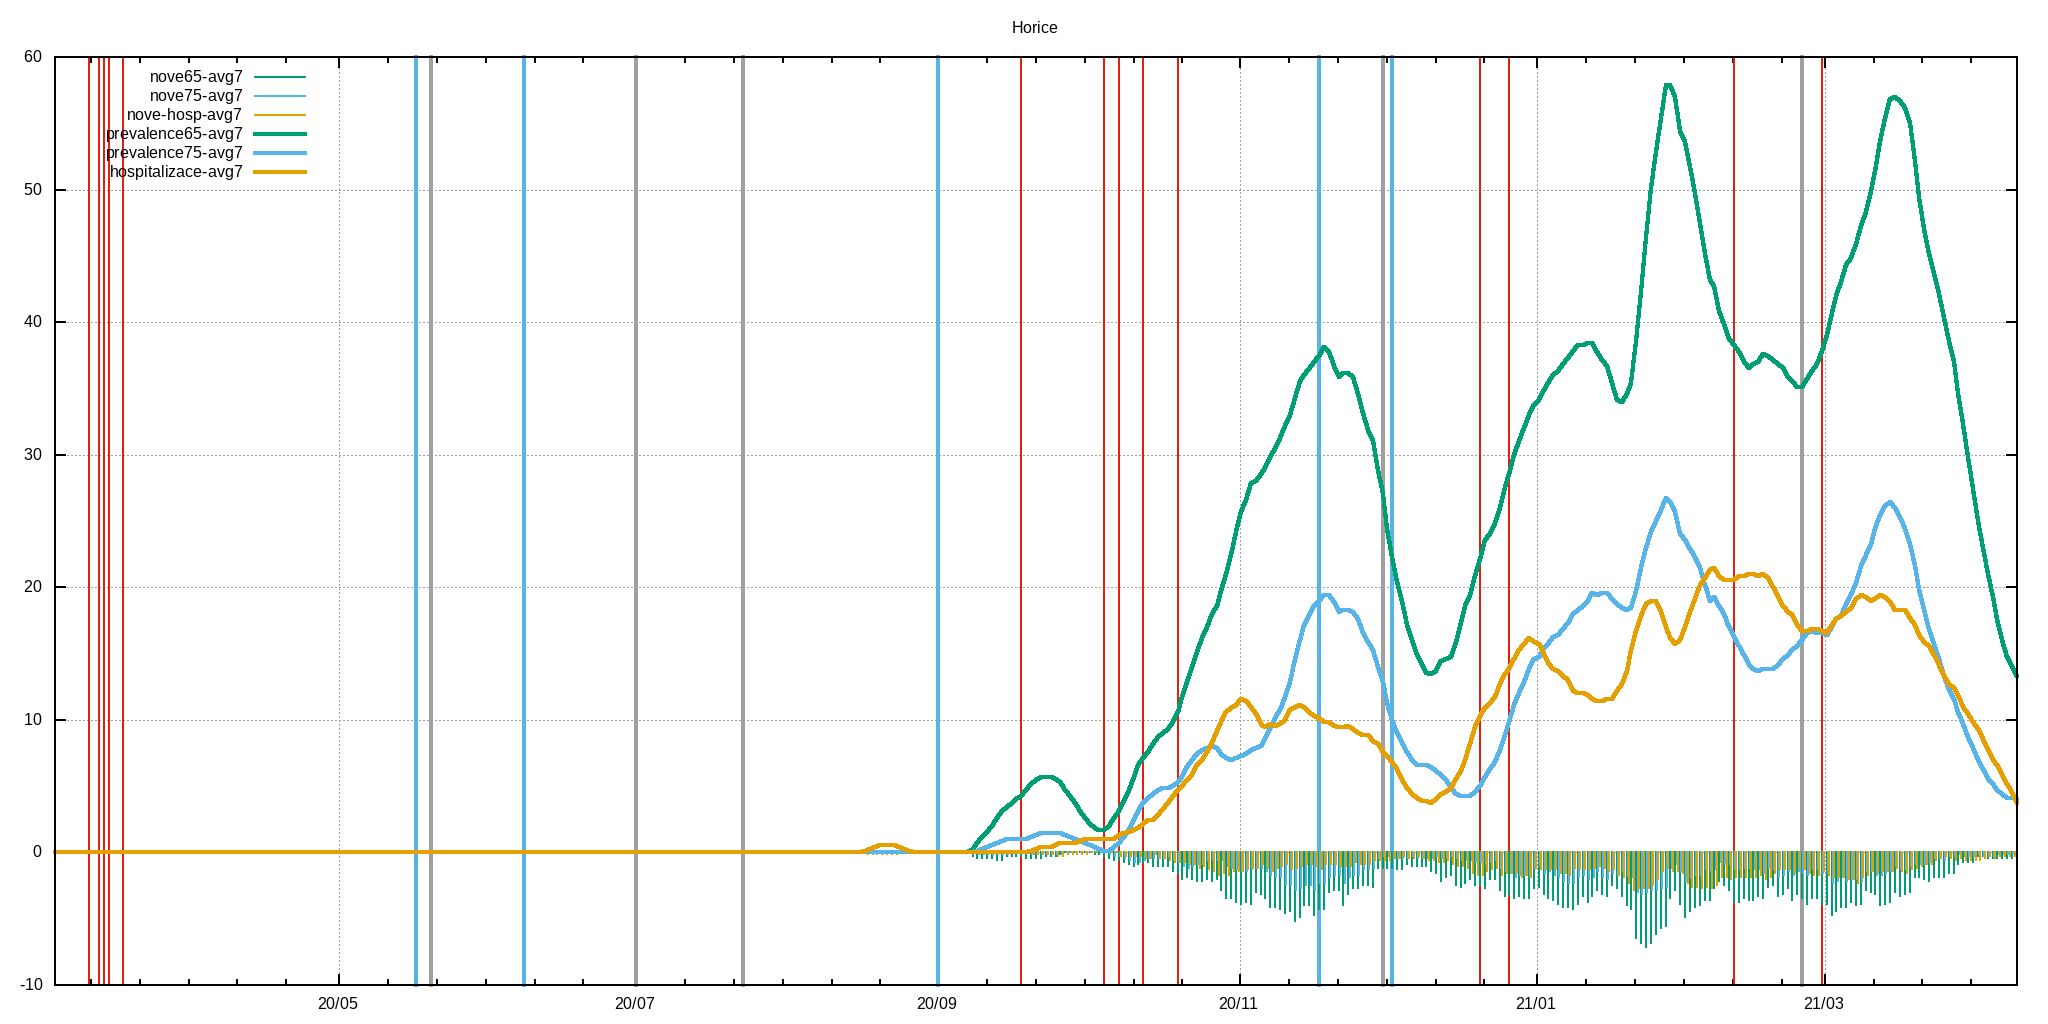 Horice
60
nove65-avg7
nove75-avg7
nove-hosp-avg7
prevalence65-avg7
prevalence75-avg7
hospitalizace-avg7
50
40
30
20
10
0
-10
20/05
20/07
20/09
20/11
21/01
21/03